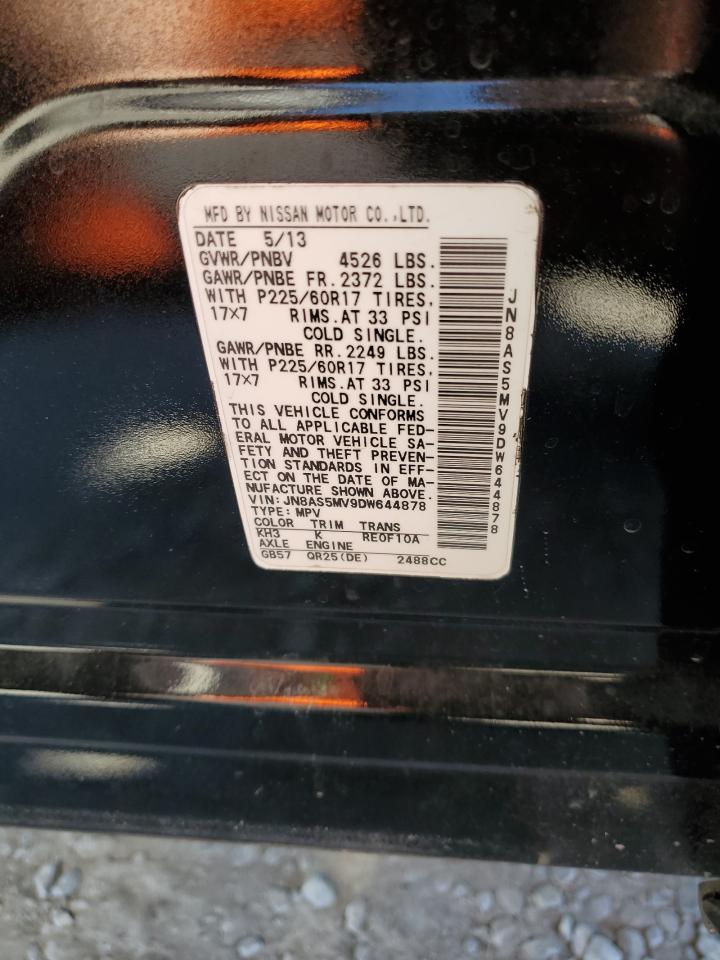 MFD BY NISSAN MOTOR CO.,LTD.
DATE 5/13
GVWR/PNBV 4526 LBS.
GAWR/PNBE FR. 2372 LBS.
WITH P225/60R17 TIRES,
17×7 RIMS.AT 33 PSI
COLD SINGLE.
GAWR/PNBE RR. 2249 LBS.
WITH P225/60R17 TIRES,
17×7 RIMS.AT 33 PSI
COLD SINGLE.
THIS VEHICLE CONFORMS
TO ALL APPLICABLE FED-
ERAL MOTOR VEHICLE SA-
FETY AND THEFT PREVEN-
TION STANDARDS IN EFF-
ECT ON THE DATE OF MA-
NUFACTURE SHOWN ABOVE.
VIN: JN8AS5MV9DW644878
TYPE: MPV
COLOR TRIM TRANS
KH3 K RE0F10A
AXLE ENGINE
GB57 QR25(DE) 2488CC
JN8AS5MV9DW644878